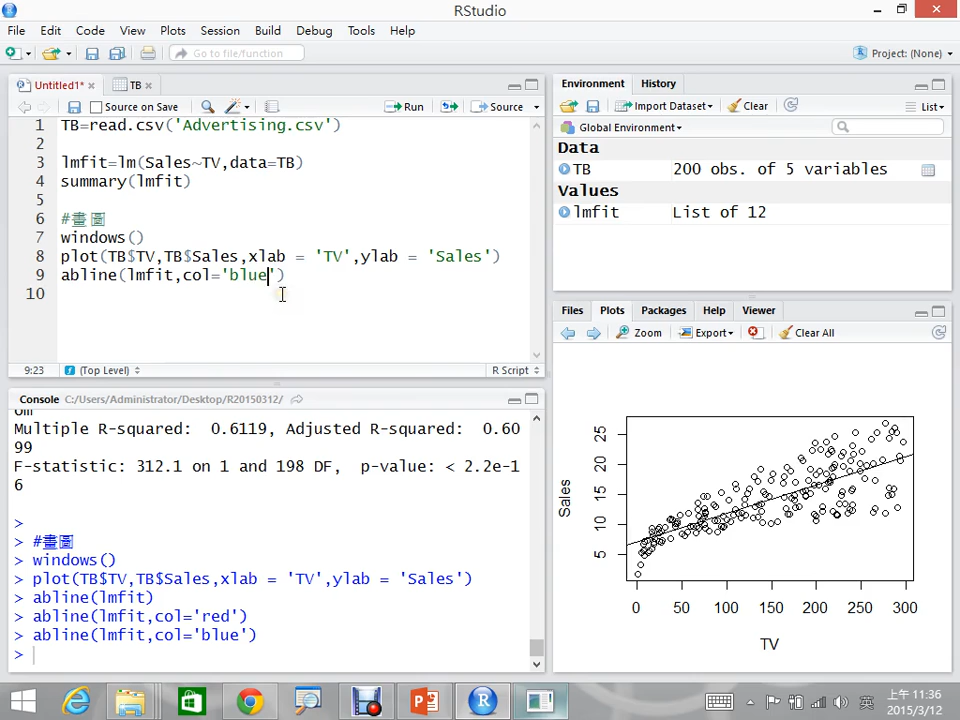 RStudio
File Edit Code View Plots Session Build Debug Tools Help
Go to file/function
Project: (None)
Untitled1* × TB ×
Source on Save Run Source
1 TB=read.csv('Advertising.csv')
2
3 lmfit=lm(Sales~TV,data=TB)
4 summary(lmfit)
5
6 #畫圖
7 windows()
8 plot(TB$TV,TB$Sales,xlab = 'TV',ylab = 'Sales')
9 abline(lmfit,col='blue')
10
9:23 (Top Level) R Script
Console C:/Users/Administrator/Desktop/R20150312/
Multiple R-squared:  0.6119, Adjusted R-squared:  0.60
99
F-statistic: 312.1 on 1 and 198 DF,  p-value: < 2.2e-1
6
>
> #畫圖
> windows()
> plot(TB$TV,TB$Sales,xlab = 'TV',ylab = 'Sales')
> abline(lmfit)
> abline(lmfit,col='red')
> abline(lmfit,col='blue')
>
Environment History
Import Dataset Clear List
Global Environment
Data
TB 200 obs. of 5 variables
Values
lmfit List of 12
Files Plots Packages Help Viewer
Zoom Export Clear All
Sales
25
20
15
10
5
0 50 100 150 200 250 300
TV
英
上午 11:36
2015/3/12